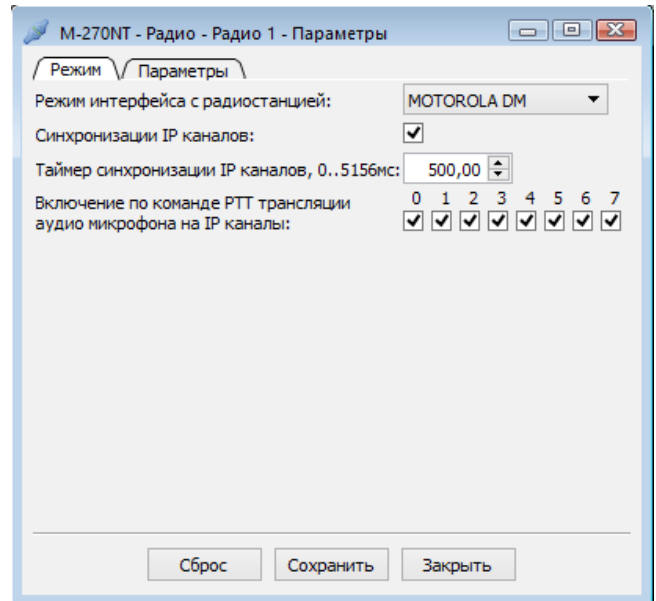 M-270NT - Радио - Радио 1 - Параметры
Режим Параметры
Режим интерфейса с радиостанцией: MOTOROLA DM
Синхронизации IP каналов:
Таймер синхронизации IP каналов, 0..5156мс: 500,00
Включение по команде PTT трансляции 0 1 2 3 4 5 6 7
аудио микрофона на IP каналы:
Сброс Сохранить Закрыть